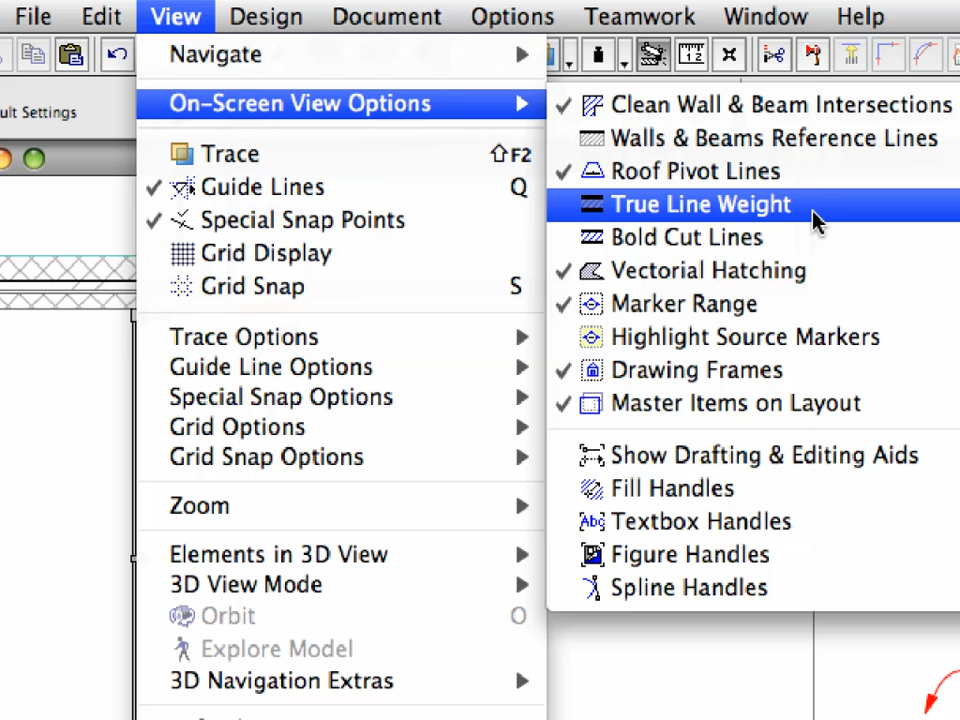 File Edit View Design Document Options Teamwork Window Help
Navigate
On-Screen View Options
ult Settings
Trace ⇧F2
Guide Lines Q
Special Snap Points
Grid Display
Grid Snap S
Trace Options
Guide Line Options
Special Snap Options
Grid Options
Grid Snap Options
Zoom
Elements in 3D View
3D View Mode
Orbit O
Explore Model
3D Navigation Extras
Clean Wall & Beam Intersections
Walls & Beams Reference Lines
Roof Pivot Lines
True Line Weight
Bold Cut Lines
Vectorial Hatching
Marker Range
Highlight Source Markers
Drawing Frames
Master Items on Layout
Show Drafting & Editing Aids
Fill Handles
Abc Textbox Handles
Figure Handles
Spline Handles